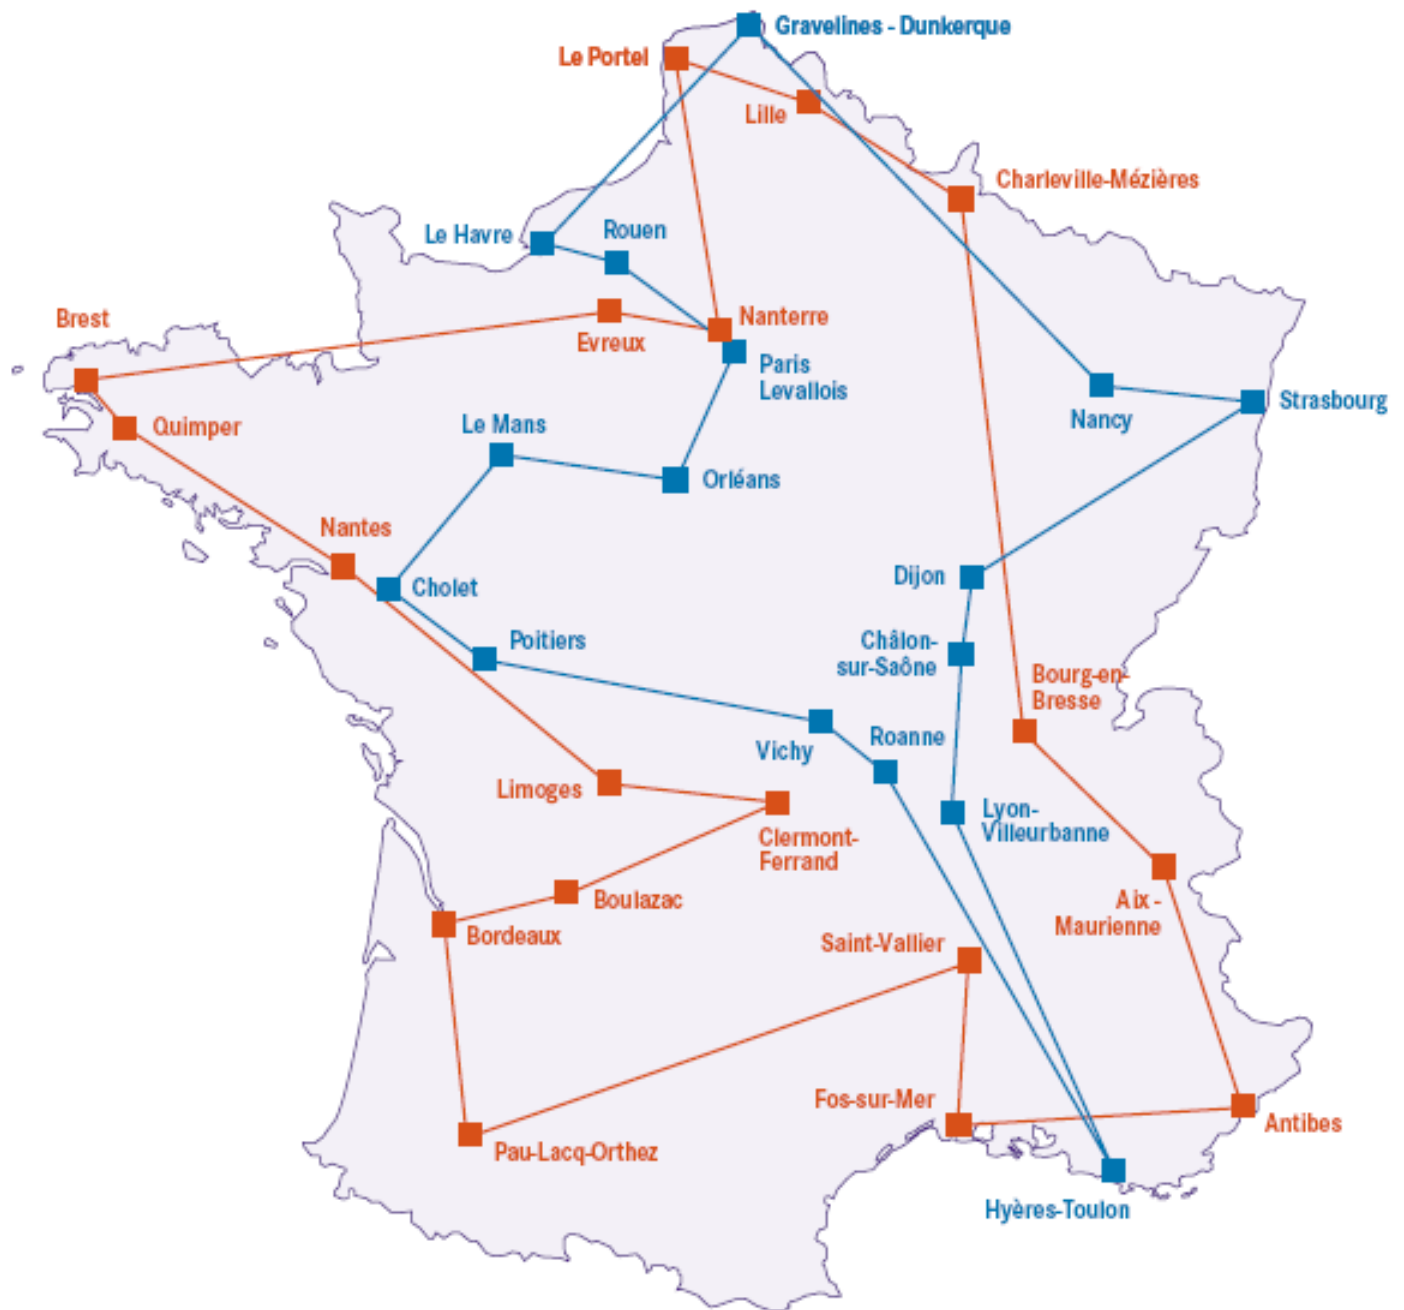 Gravelines - Dunkerque
Le Portel
Lille
Charleville-Mézières
Rouen
Le Havre
Brest
Nanterre
Evreux
Paris
Levallois
Strasbourg
Nancy
Quimper
Le Mans
Orléans
Nantes
Dijon
Cholet
Poitiers
Châlon-
sur-Saône
Bourg-en-
Bresse
Roanne
Vichy
Limoges
Lyon-
Villeurbanne
Clermont-
Ferrand
Boulazac
Aix -
Maurienne
Bordeaux
Saint-Vallier
Fos-sur-Mer
Antibes
Pau-Lacq-Orthez
Hyères-Toulon